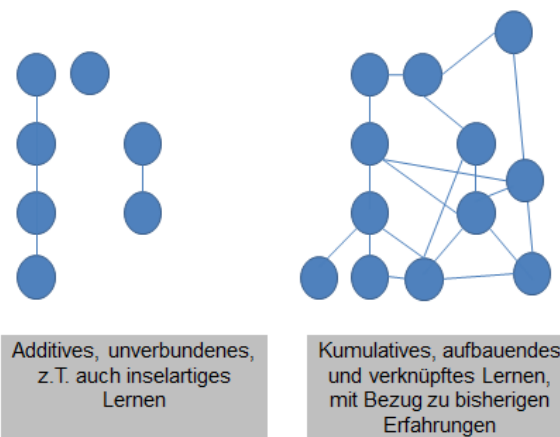 Additives, unverbundenes,
z.T. auch inselartiges
Lernen
Kumulatives, aufbauendes
und verknüpftes Lernen,
mit Bezug zu bisherigen
Erfahrungen